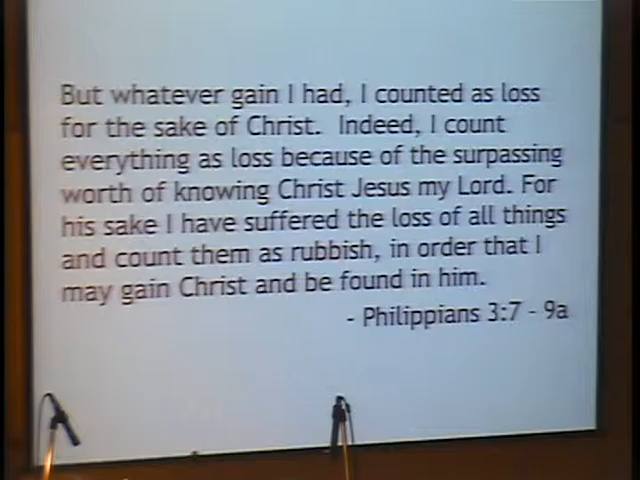 But whatever gain I had, I counted as loss
for the sake of Christ.  Indeed, I count
everything as loss because of the surpassing
worth of knowing Christ Jesus my Lord. For
his sake I have suffered the loss of all things
and count them as rubbish, in order that I
may gain Christ and be found in him.
- Philippians 3:7 - 9a